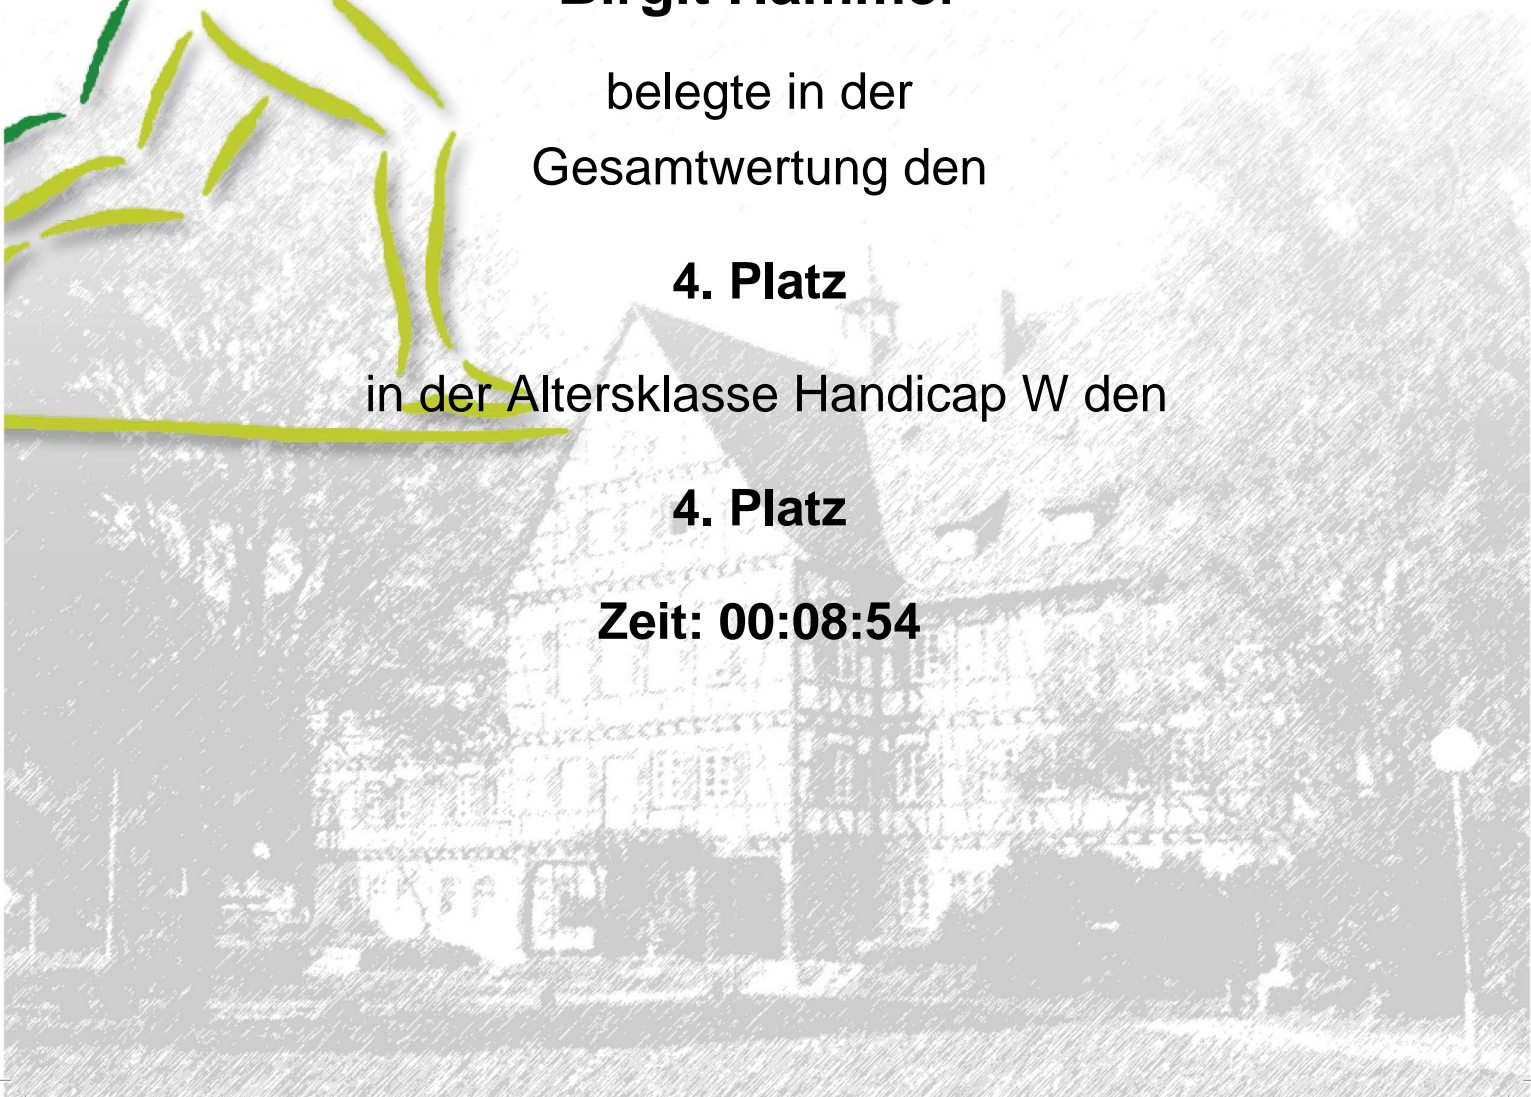 belegte in der
Gesamtwertung den
4. Platz
in der Altersklasse Handicap W den
4. Platz
Zeit: 00:08:54